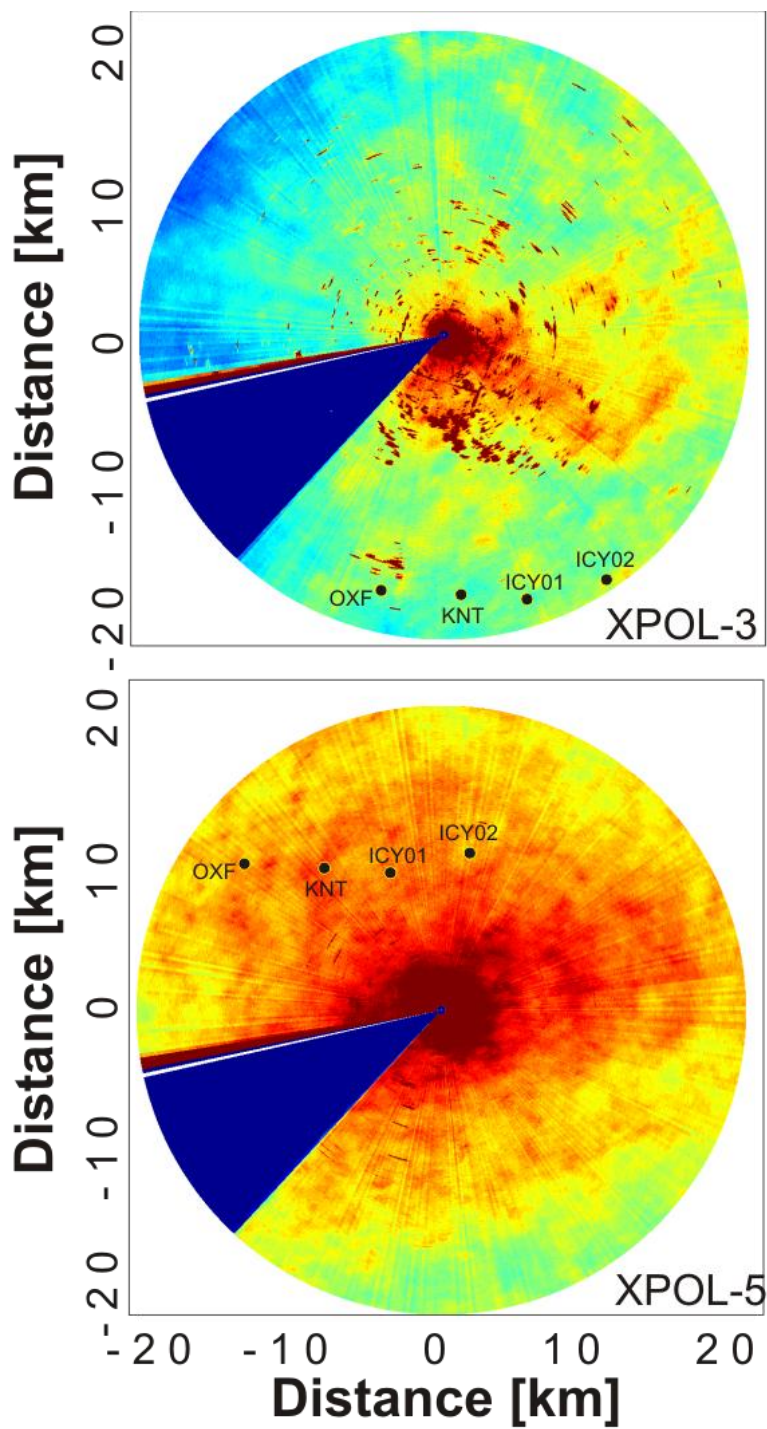 20
10
0
-10
-20
Distance [km]
OXF
KNT
ICY01
ICY02
XPOL-3
20
10
0
-10
-20
Distance [km]
OXF
KNT
ICY01
ICY02
XPOL-5
-20 -10 0 10 20
Distance [km]